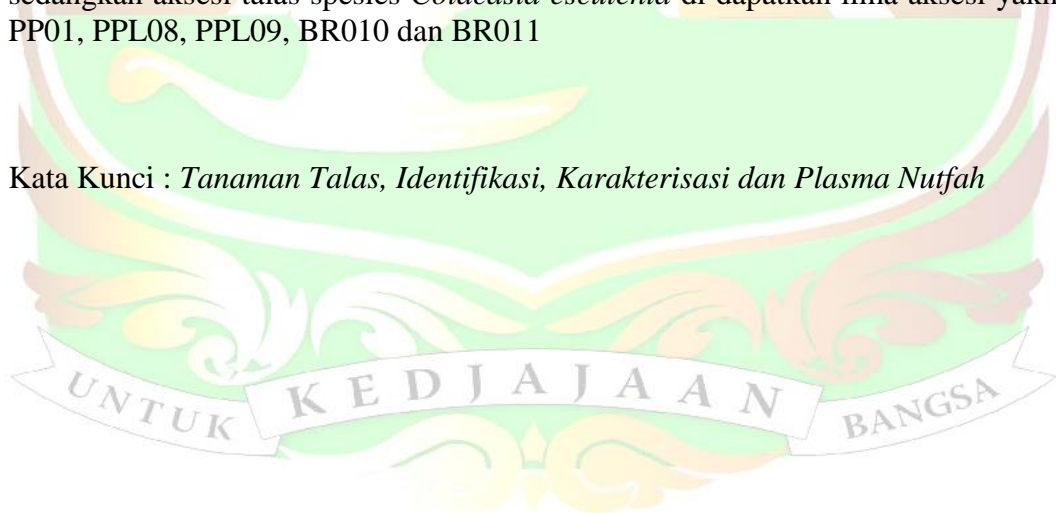 sedangkan aksesi talas spesies Colacasia esculenta di dapatkan lima aksesi yakni
PP01, PPL08, PPL09, BR010 dan BR011
Kata Kunci : Tanaman Talas, Identifikasi, Karakterisasi dan Plasma Nutfah
UNTUK KEDJAJAAN BANGSA